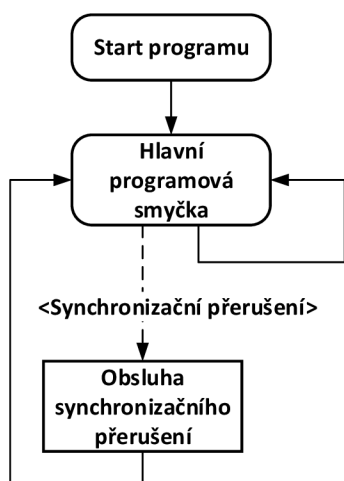 Start programu
Hlavní
programová
smyčka
<Synchronizační přerušení>
Obsluha
synchronizačního
přerušení